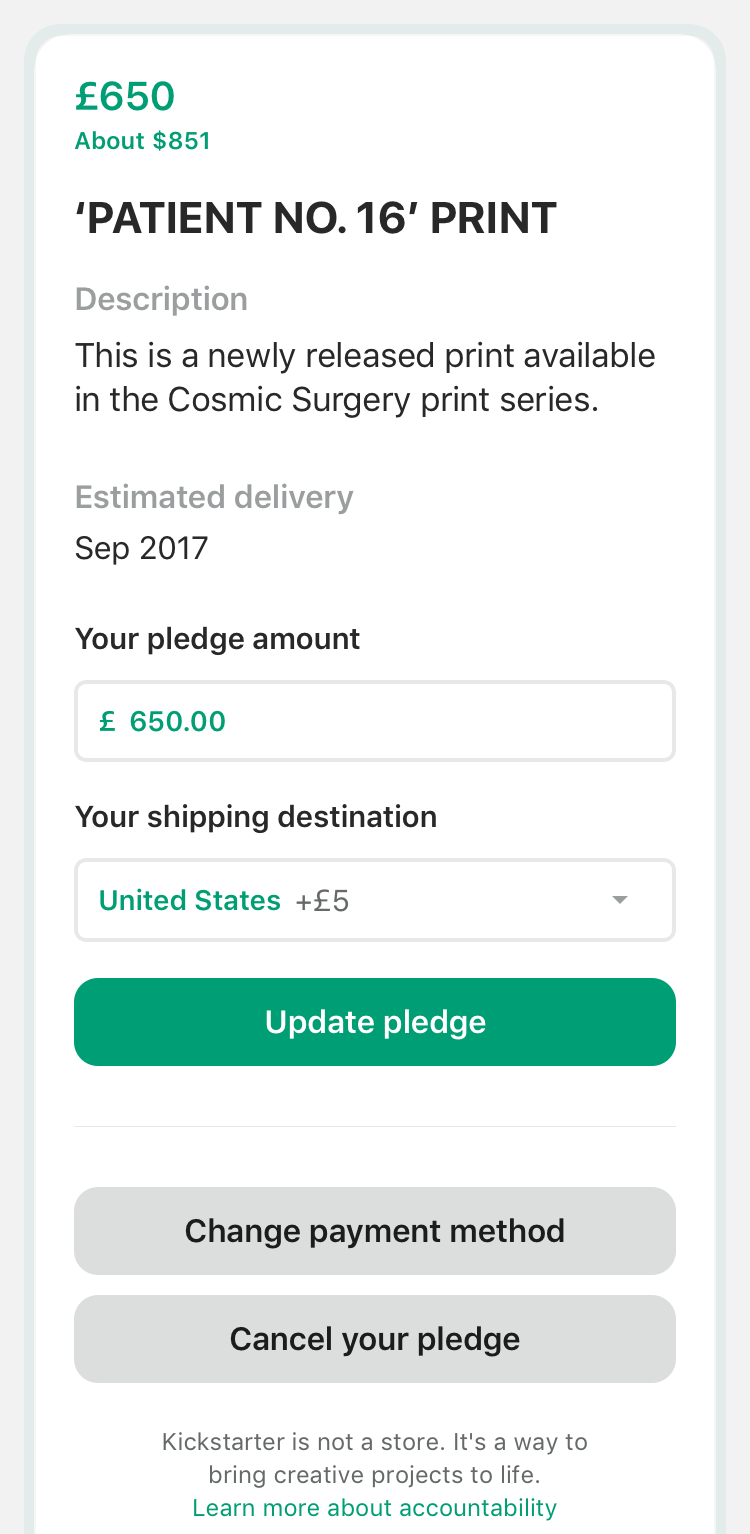 £650
About $851
‘PATIENT NO. 16’ PRINT
Description
This is a newly released print available
in the Cosmic Surgery print series.
Estimated delivery
Sep 2017
Your pledge amount
£ 650.00
Your shipping destination
United States +£5
Update pledge
Change payment method
Cancel your pledge
Kickstarter is not a store. It's a way to
bring creative projects to life.
Learn more about accountability